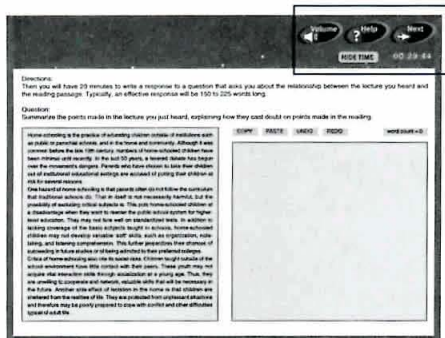 Volume Help Next
HIDE TIME 00:29:44
Directions:
Then you will have 20 minutes to write a response to a question that asks you about the relationship between the lecture you heard and
the reading passage. Typically, an effective response will be 150 to 225 words long.
Question:
Summarize the points made in the lecture you just heard, explaining how they cast doubt on points made in the reading.
COPY PASTE UNDO REDO word count = 0
Home-schooling is the practice of educating children outside of institutions such
as public or parochial schools, and in the home and community. Although it was
common before the late 19th century, numbers of home-schooled children have
been minimal until recently. In the last 50 years, a heated debate has begun
over the movement's dangers. Parents who have chosen to take their children
out of institutional educational settings are accused of putting their children at
risk for several reasons.
One hazard of home-schooling is that parents often do not follow the curriculum
that traditional schools do. That in itself is not necessarily harmful, but the
possibility of excluding critical subjects is. This puts home-schooled children at
a disadvantage when they wish to reenter the public school system for higher-
level education. They may not fare well on standardized tests. In addition to
lacking coverage of the basic subjects taught in schools, home-schooled
children may not develop valuable soft skills, such as organization, note-
taking, and listening comprehension. This further jeopardizes their chances of
succeeding in future studies or of being admitted to their preferred colleges.
Critics of home-schooling also cite its social risks. Children taught outside of the
school environment have little contact with their peers. These youth may not
acquire vital interaction skills through socialization at a young age. Thus, they
are unwilling to cooperate and network, valuable skills that will be necessary in
the future. Another side effect of isolation in the home is that children are
sheltered from the realities of life. They are protected from unpleasant situations
and therefore may be poorly prepared to cope with conflict and other difficulties
typical of adult life.